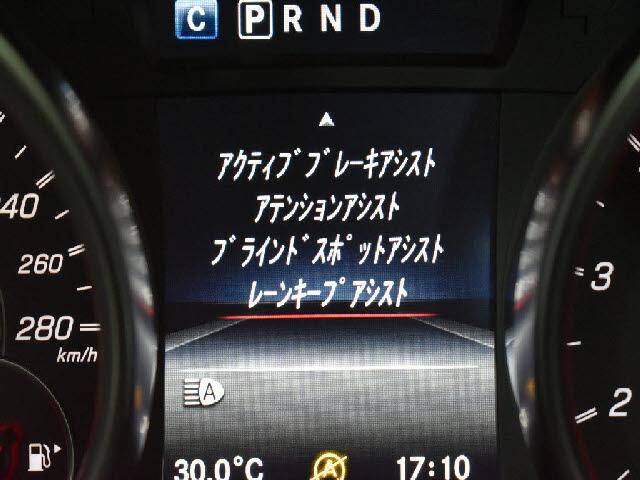 C P R N D
アクティブブレーキアシスト
アテンションアシスト
ブラインドスポットアシスト
レーンキープアシスト
260
280
km/h
3
2
A
30.0°C A 17:10